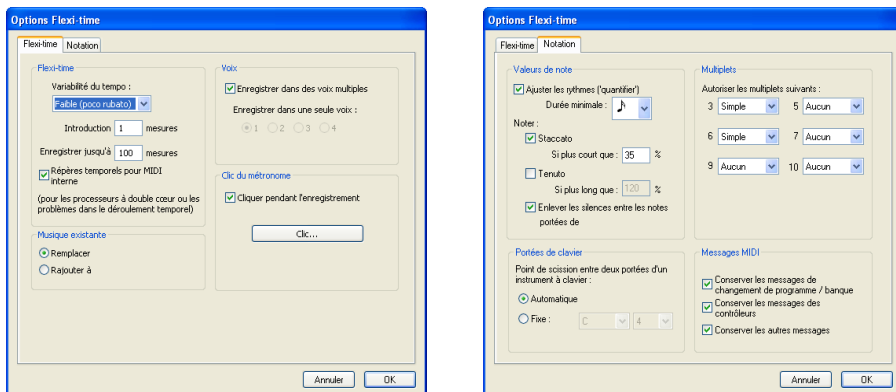 Options Flexi-time
Flexi-time Notation
Flexi-time
Variabilité du tempo :
Faible (poco rubato)
Introduction 1 mesures
Enregistrer jusqu'à 100 mesures
Répères temporels pour MIDI
interne
(pour les processeurs à double cœur ou les
problèmes dans le déroulement temporel)
Musique existante
Remplacer
Rajouter à
Voix
Enregistrer dans des voix multiples
Enregistrer dans une seule voix :
1 2 3 4
Clic du métronome
Cliquer pendant l'enregistrement
Clic...
Annuler OK
Options Flexi-time
Flexi-time Notation
Valeurs de note
Ajuster les rythmes ('quantifier')
Durée minimale :
Noter :
Staccato
Si plus court que : 35 %
Tenuto
Si plus long que : 120 %
Enlever les silences entre les notes
portées de
Portées de clavier
Point de scission entre deux portées d'un
instrument à clavier :
Automatique
Fixe : C 4
Multiplets
Autoriser les multiplets suivants :
3 Simple 5 Aucun
6 Simple 7 Aucun
9 Aucun 10 Aucun
Messages MIDI
Conserver les messages de
changement de programme / banque
Conserver les messages des
contrôleurs
Conserver les autres messages
Annuler OK